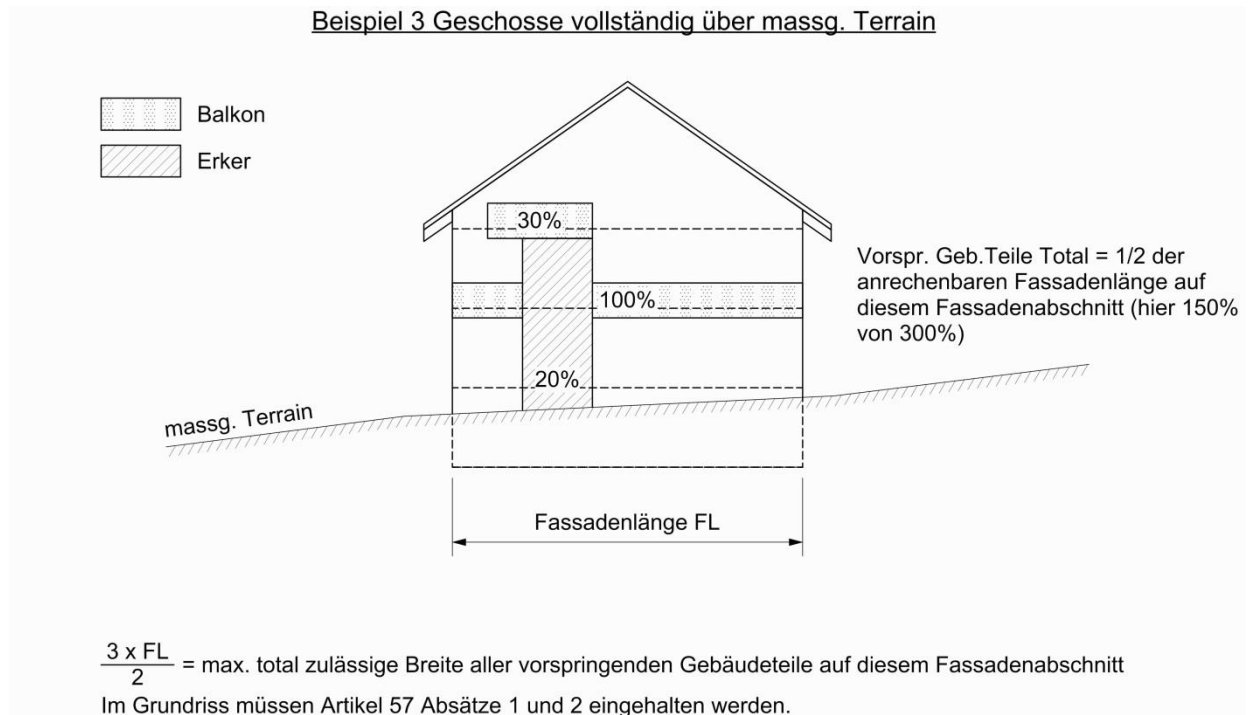 Beispiel 3 Geschosse vollständig über massg. Terrain
Balkon
Erker
30%
100%
20%
Vorspr. Geb.Teile Total = 1/2 der
anrechenbaren Fassadenlänge auf
diesem Fassadenabschnitt (hier 150%
von 300%)
massg. Terrain
Fassadenlänge FL
3 x FL
2
= max. total zulässige Breite aller vorspringenden Gebäudeteile auf diesem Fassadenabschnitt
Im Grundriss müssen Artikel 57 Absätze 1 und 2 eingehalten werden.